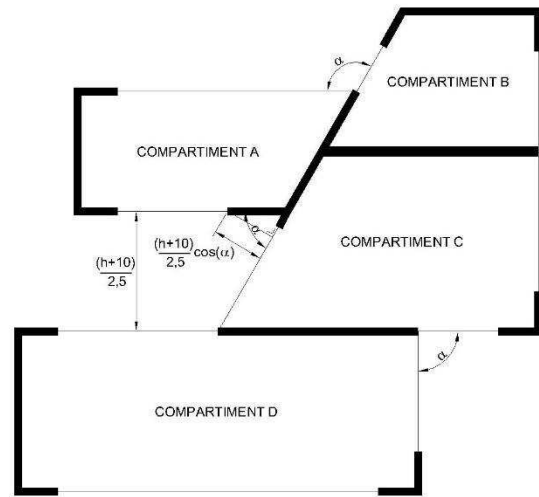 α
COMPARTIMENT B
COMPARTIMENT A
α
(h+10)
2,5
(h+10)
2,5
cos(α)
COMPARTIMENT C
α
COMPARTIMENT D